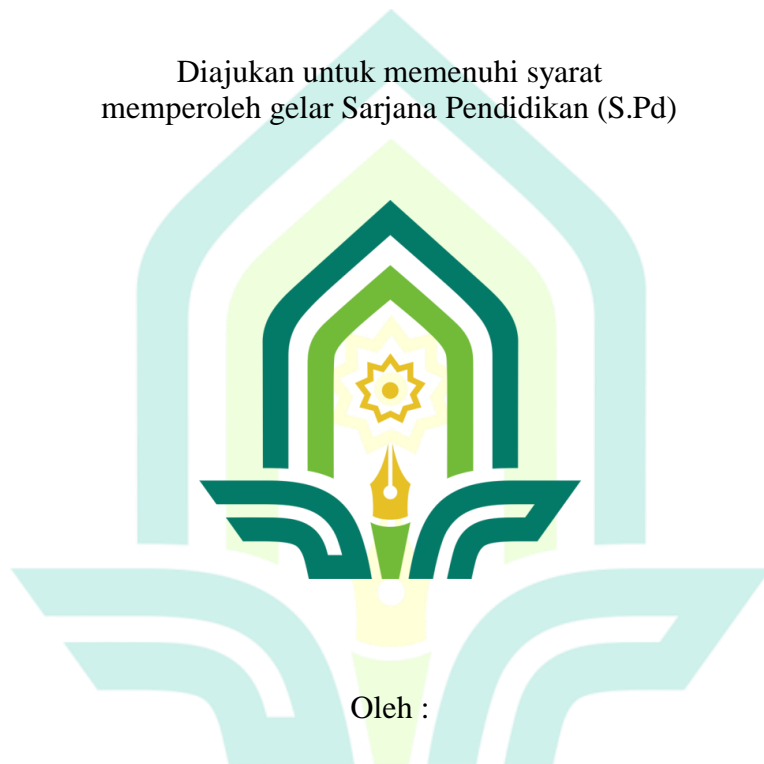 Diajukan untuk memenuhi syarat
memperoleh gelar Sarjana Pendidikan (S.Pd)
Oleh :